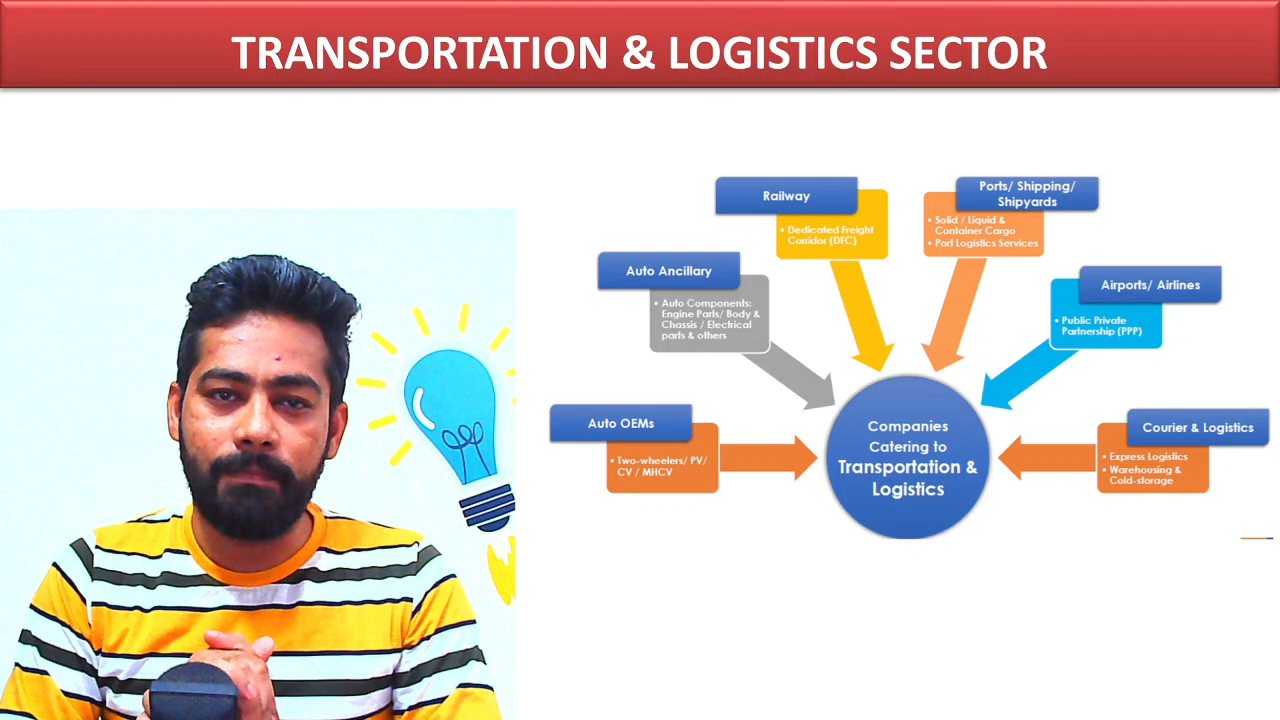 TRANSPORTATION & LOGISTICS SECTOR
Railway
• Dedicated Freight
Corridor (DFC)
Ports/ Shipping/
Shipyards
• Solid / Liquid &
Container Cargo
• Port Logistics Services
Auto Ancillary
• Auto Components:
Engine Parts/ Body &
Chassis / Electrical
parts & others
Airports/ Airlines
• Public Private
Partnership (PPP)
Auto OEMs
• Two-wheelers/ PV/
CV / MHCV
Companies
Catering to
Transportation &
Logistics
Courier & Logistics
• Express Logistics
• Warehousing &
Cold-storage